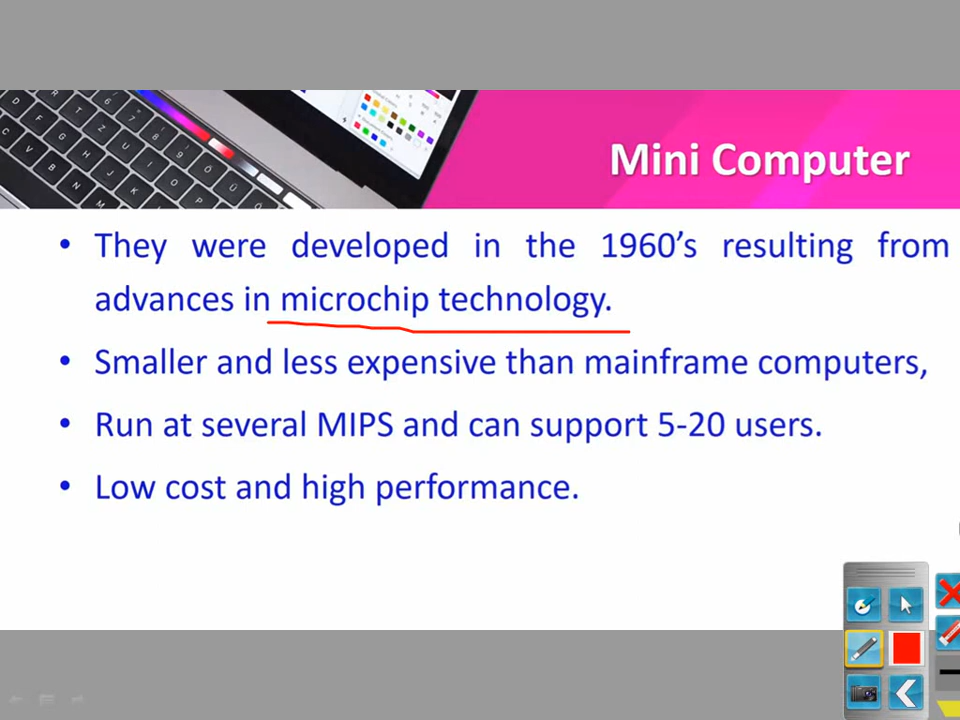 Mini Computer
• They were developed in the 1960’s resulting from
advances in microchip technology.
• Smaller and less expensive than mainframe computers,
• Run at several MIPS and can support 5-20 users.
• Low cost and high performance.